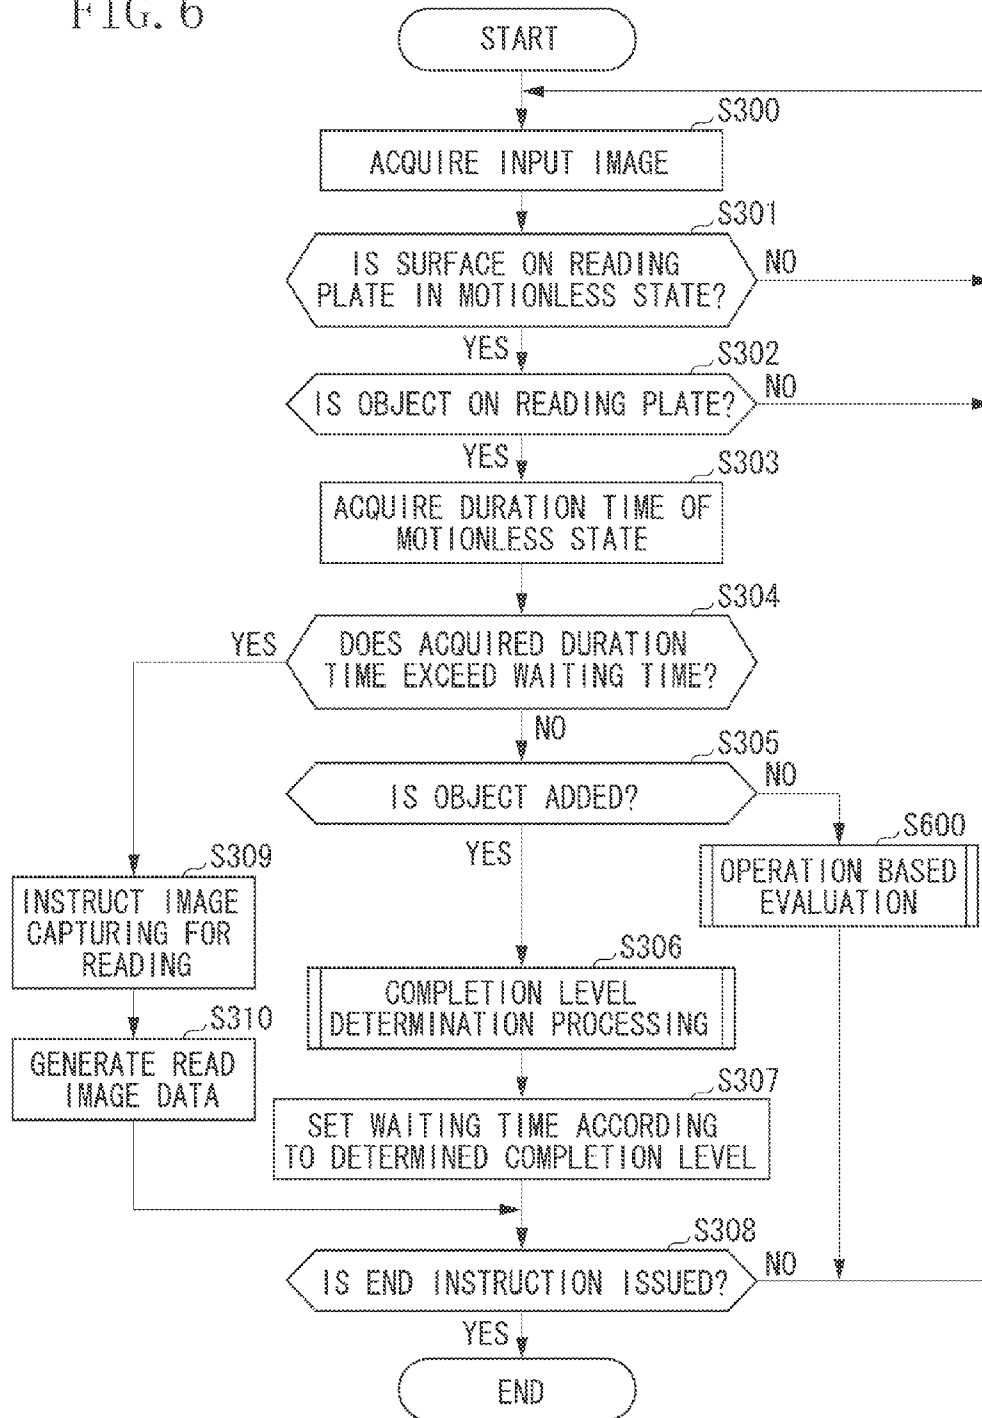 FIG. 6
START
S300
ACQUIRE INPUT IMAGE
S301
IS SURFACE ON READING
PLATE IN MOTIONLESS STATE?
NO
YES
S302
IS OBJECT ON READING PLATE?
NO
YES
S303
ACQUIRE DURATION TIME OF
MOTIONLESS STATE
S304
DOES ACQUIRED DURATION
TIME EXCEED WAITING TIME?
YES
NO
S305
IS OBJECT ADDED?
NO
YES
S600
OPERATION BASED
EVALUATION
S309
INSTRUCT IMAGE
CAPTURING FOR
READING
S306
COMPLETION LEVEL
DETERMINATION PROCESSING
S310
GENERATE READ
IMAGE DATA
S307
SET WAITING TIME ACCORDING
TO DETERMINED COMPLETION LEVEL
S308
IS END INSTRUCTION ISSUED?
NO
YES
END